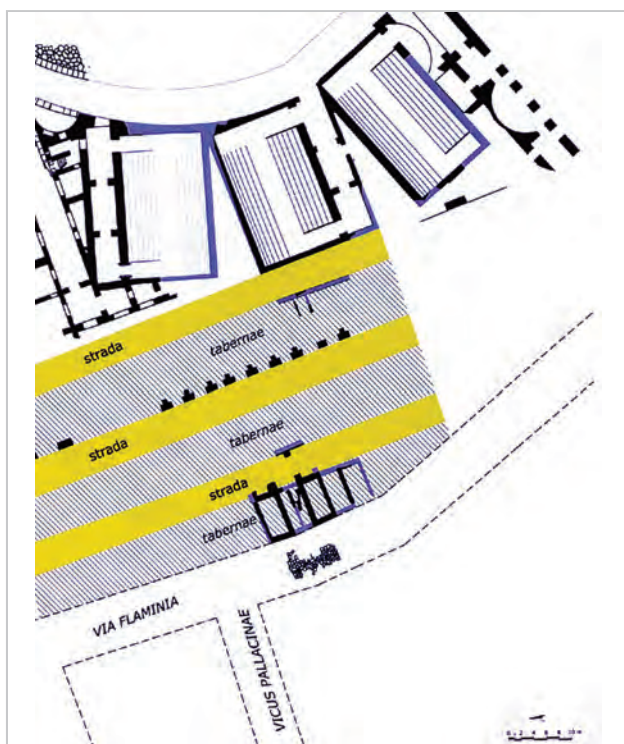 strada
tabernae
strada
tabernae
strada
tabernae
VIA FLAMINIA
VICUS PALLACINAE